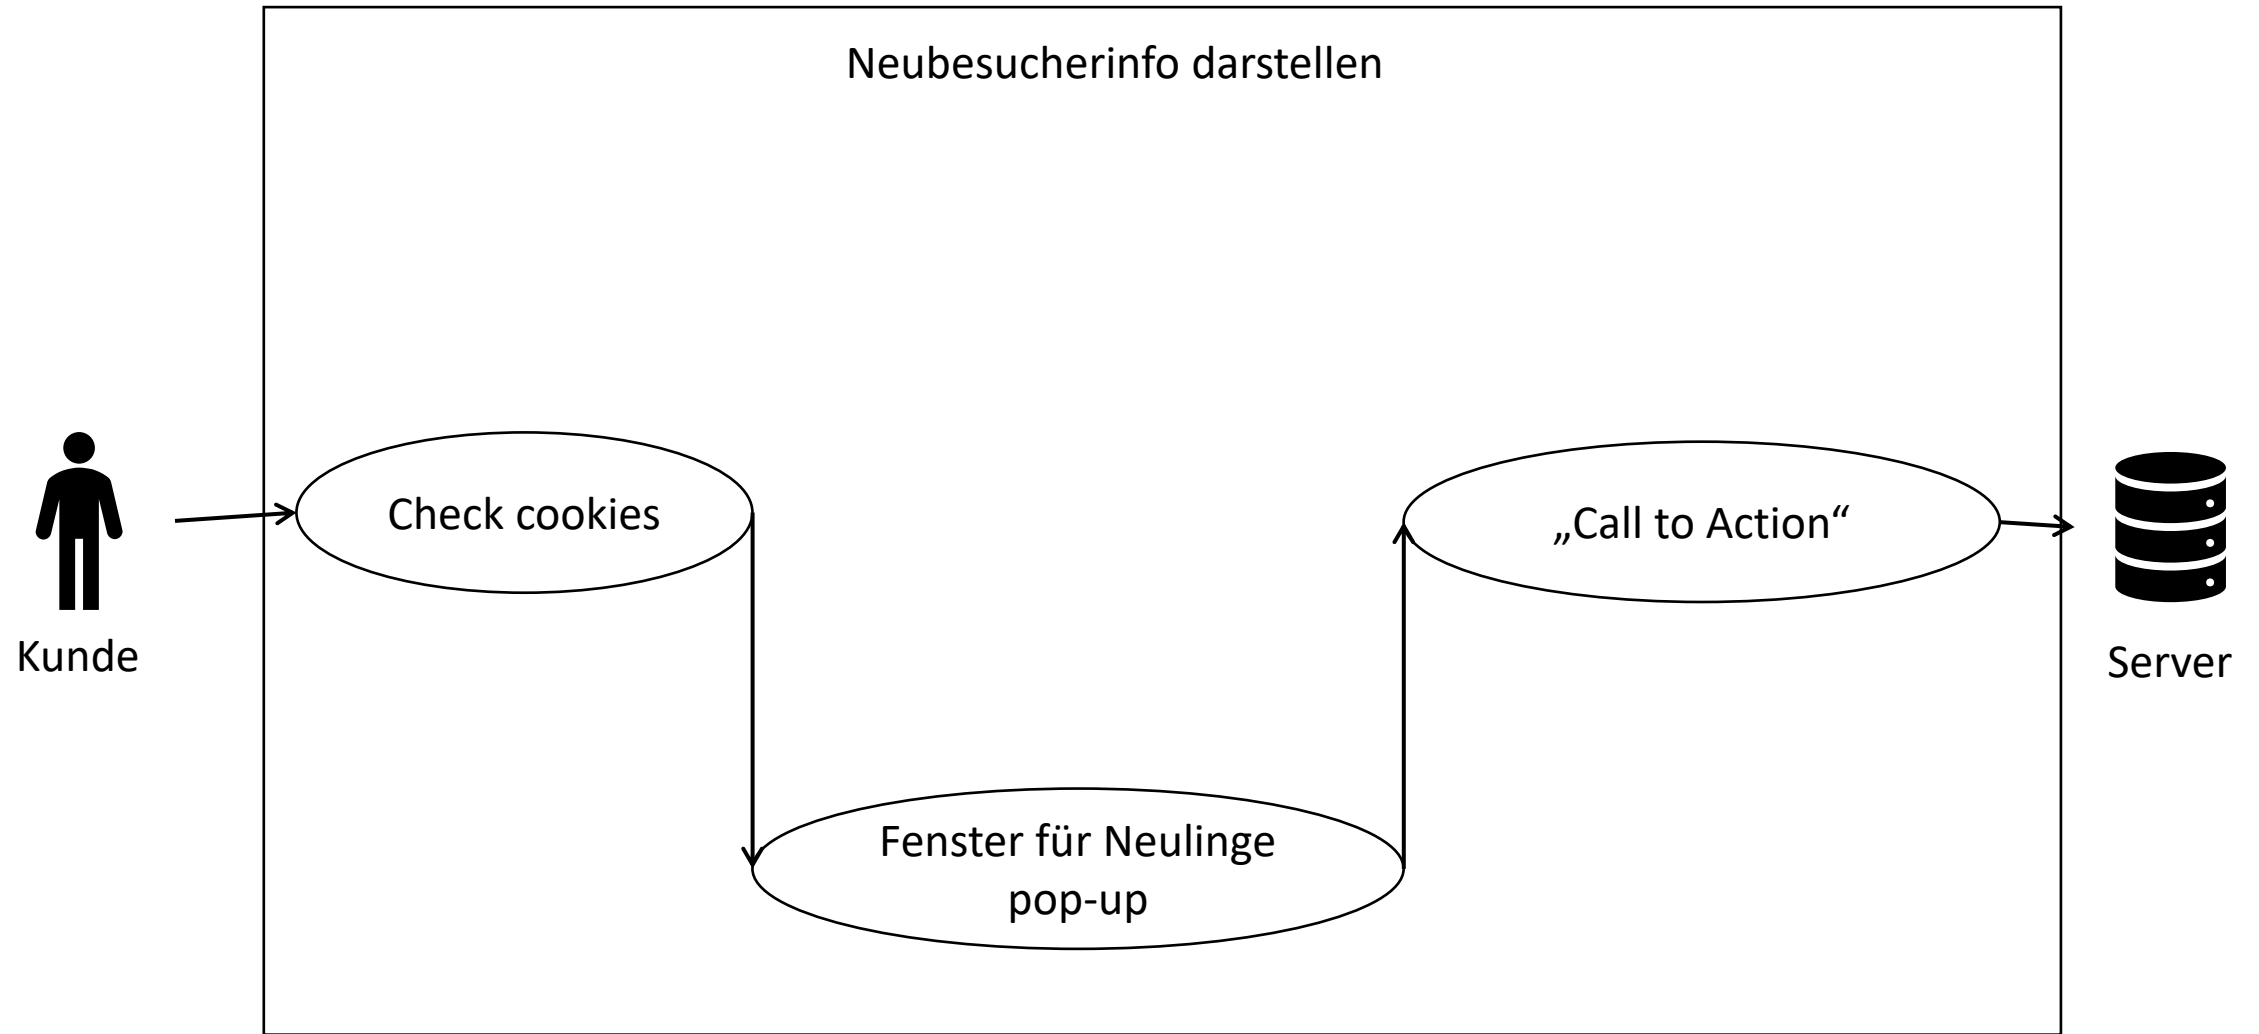 Neubesucherinfo darstellen
Check cookies
„Call to Action“
Kunde
Server
Fenster für Neulinge
pop-up